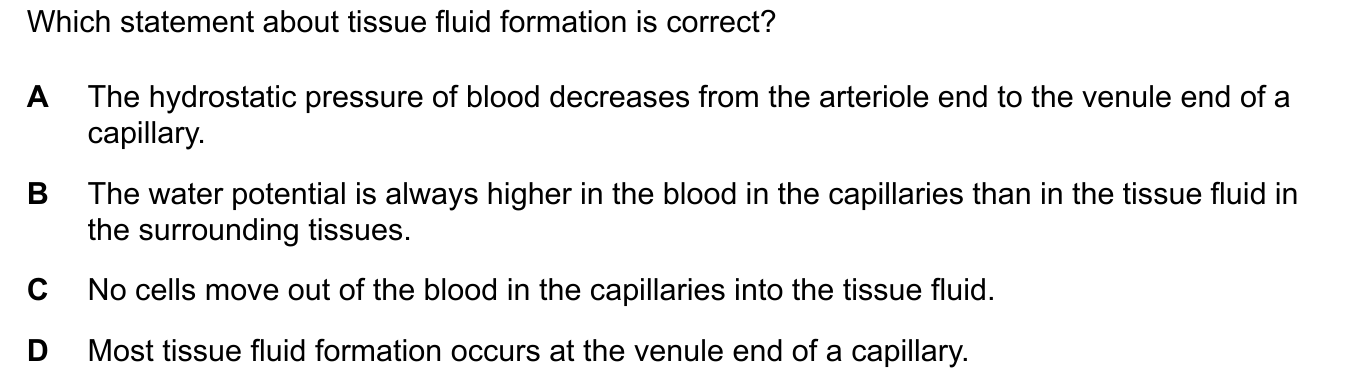 Which statement about tissue fluid formation is correct?
A The hydrostatic pressure of blood decreases from the arteriole end to the venule end of a
capillary.
B The water potential is always higher in the blood in the capillaries than in the tissue fluid in
the surrounding tissues.
C No cells move out of the blood in the capillaries into the tissue fluid.
D Most tissue fluid formation occurs at the venule end of a capillary.